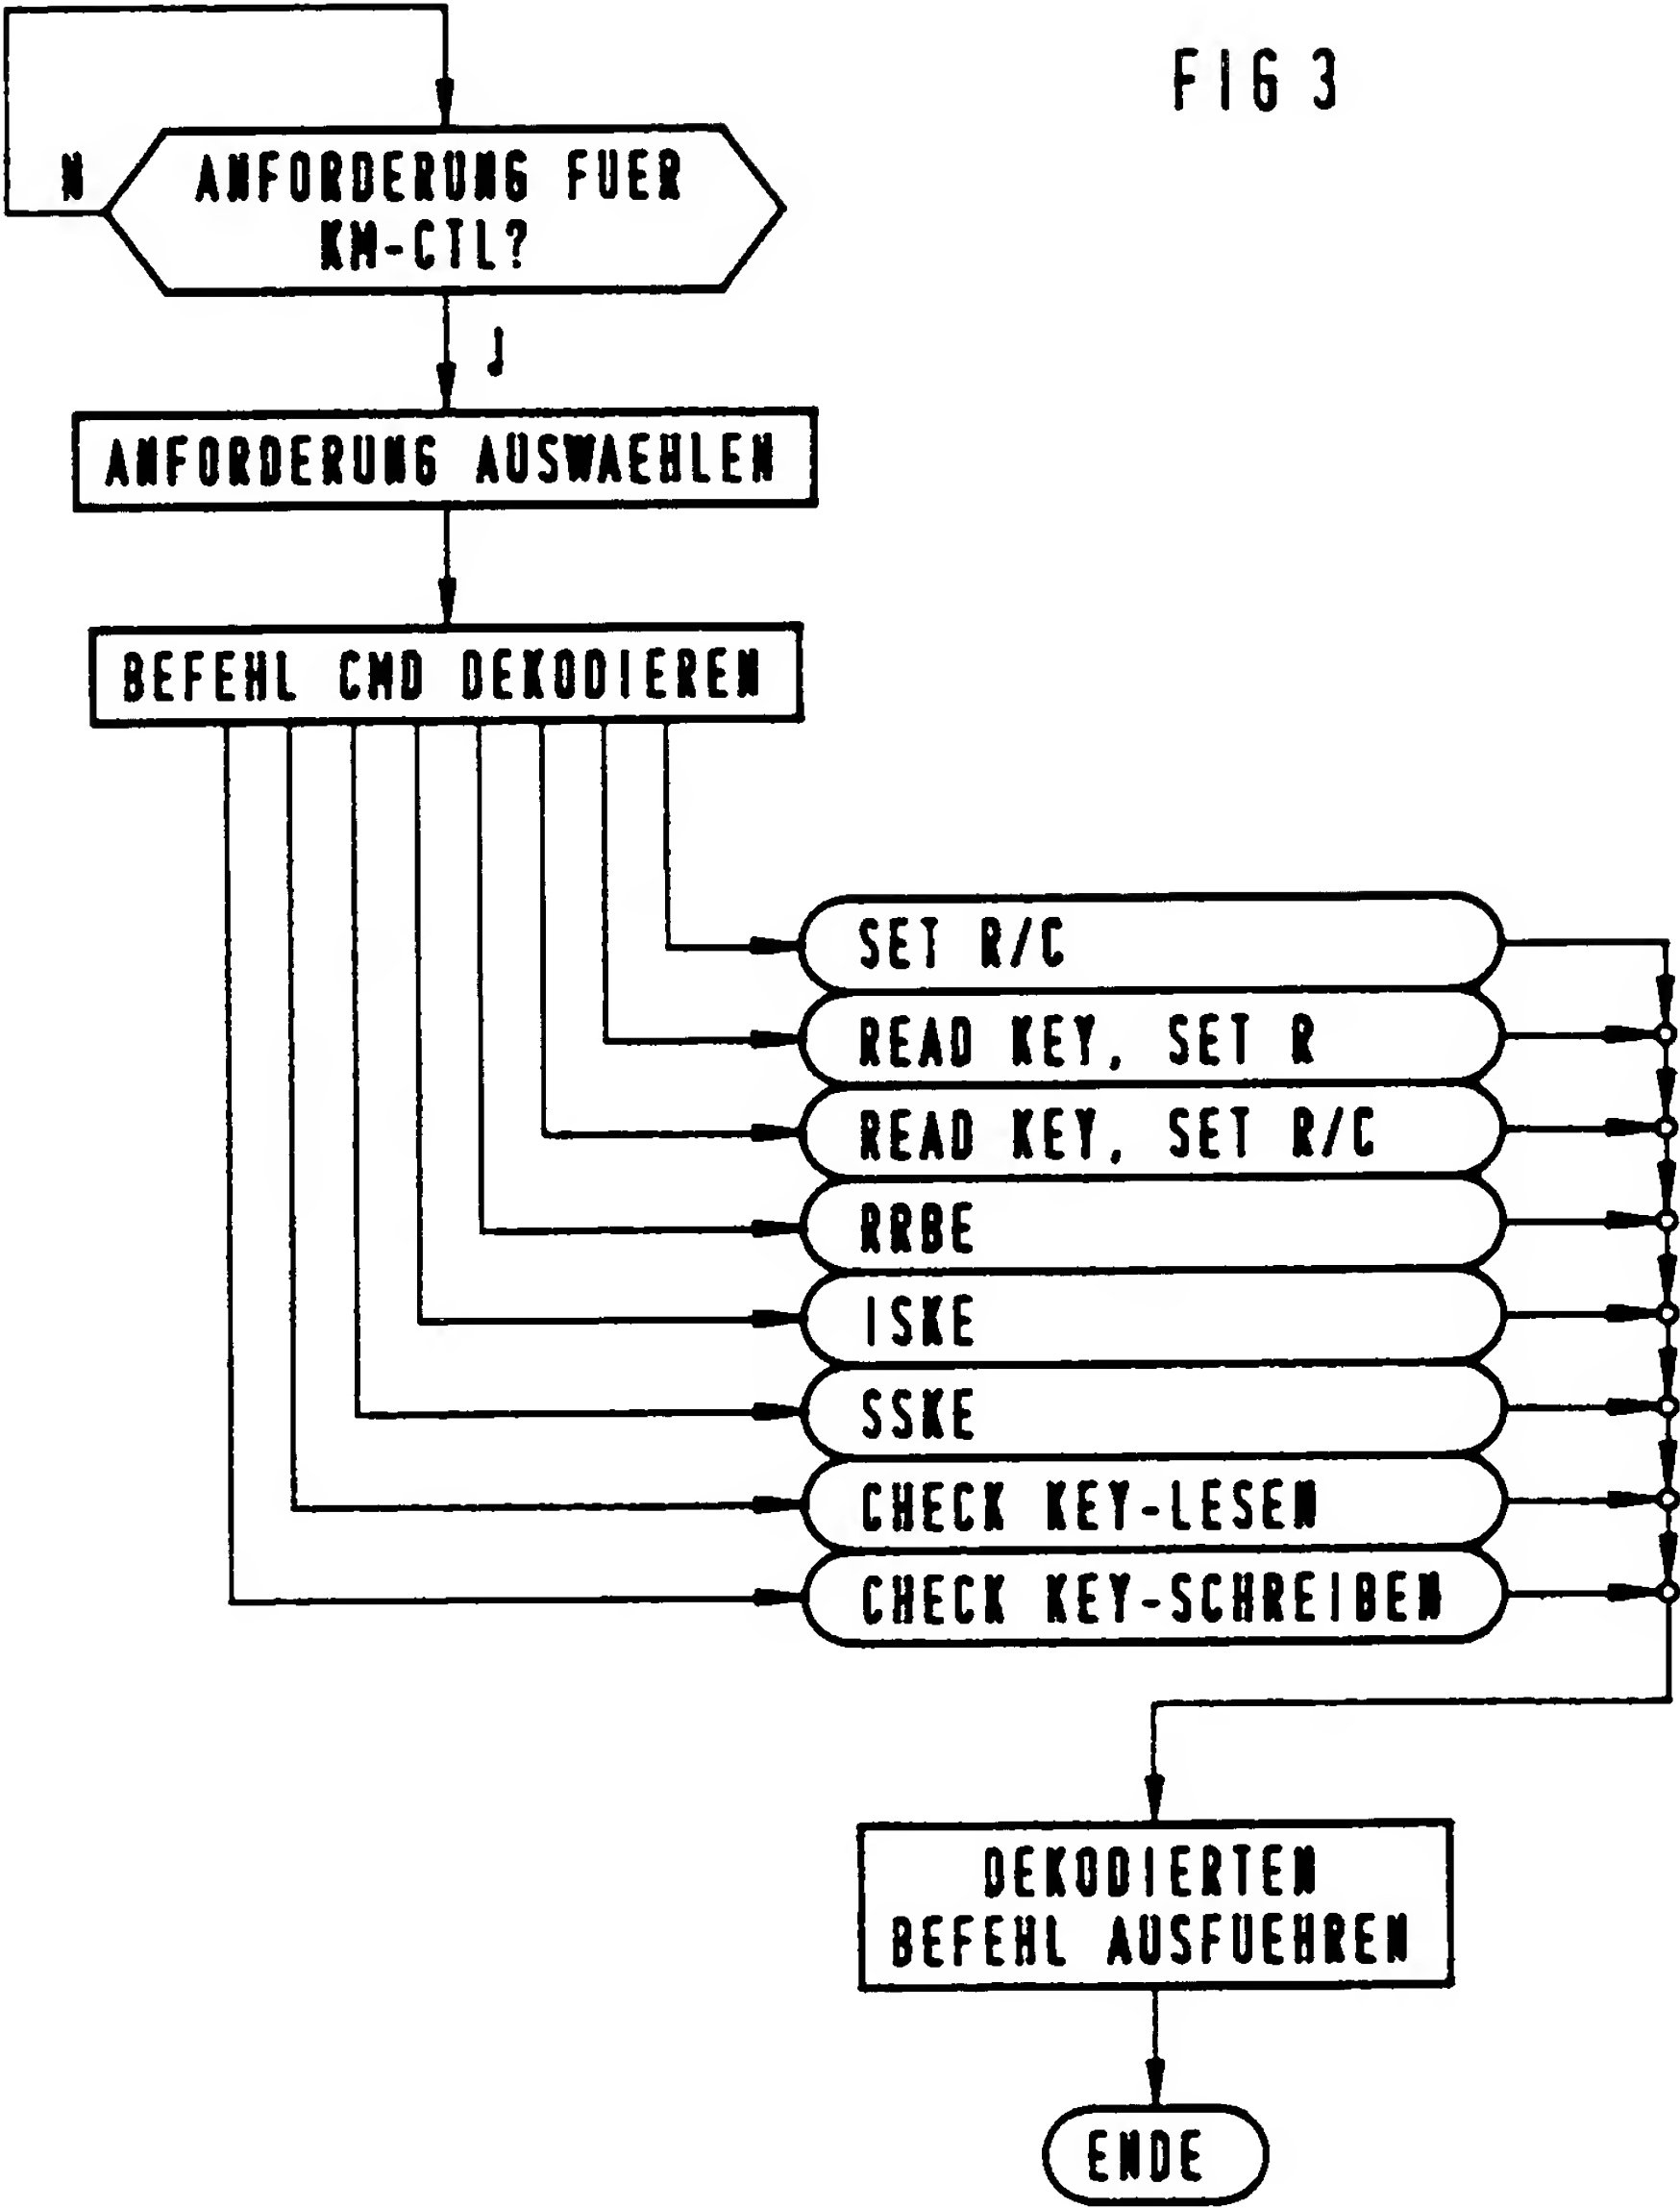 FIG 3
N
ANFORDERUNG FUER
KM-CTL?
J
ANFORDERUNG AUSWAEHLEN
BEFEHL CMD DEKODIEREN
SET R/C
READ KEY, SET R
READ KEY, SET R/C
RRBE
ISKE
SSKE
CHECK KEY-LESEN
CHECK KEY-SCHREIBEN
DEKODIERTEN
BEFEHL AUSFUEHREN
ENDE